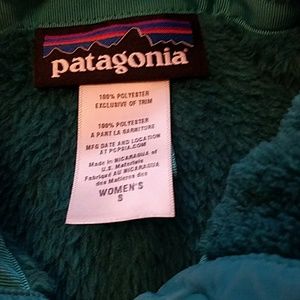 patagonia®
100% POLYESTER
EXCLUSIVE OF TRIM
100% POLYESTER
A PART LA GARNITURE
MFG DATE AND LOCATION
AT PCPSIA.COM
Made in NICARAGUA of
U.S. Materials
Fabriqué AU NICARAGUA
des Matières des
WOMEN'S
S